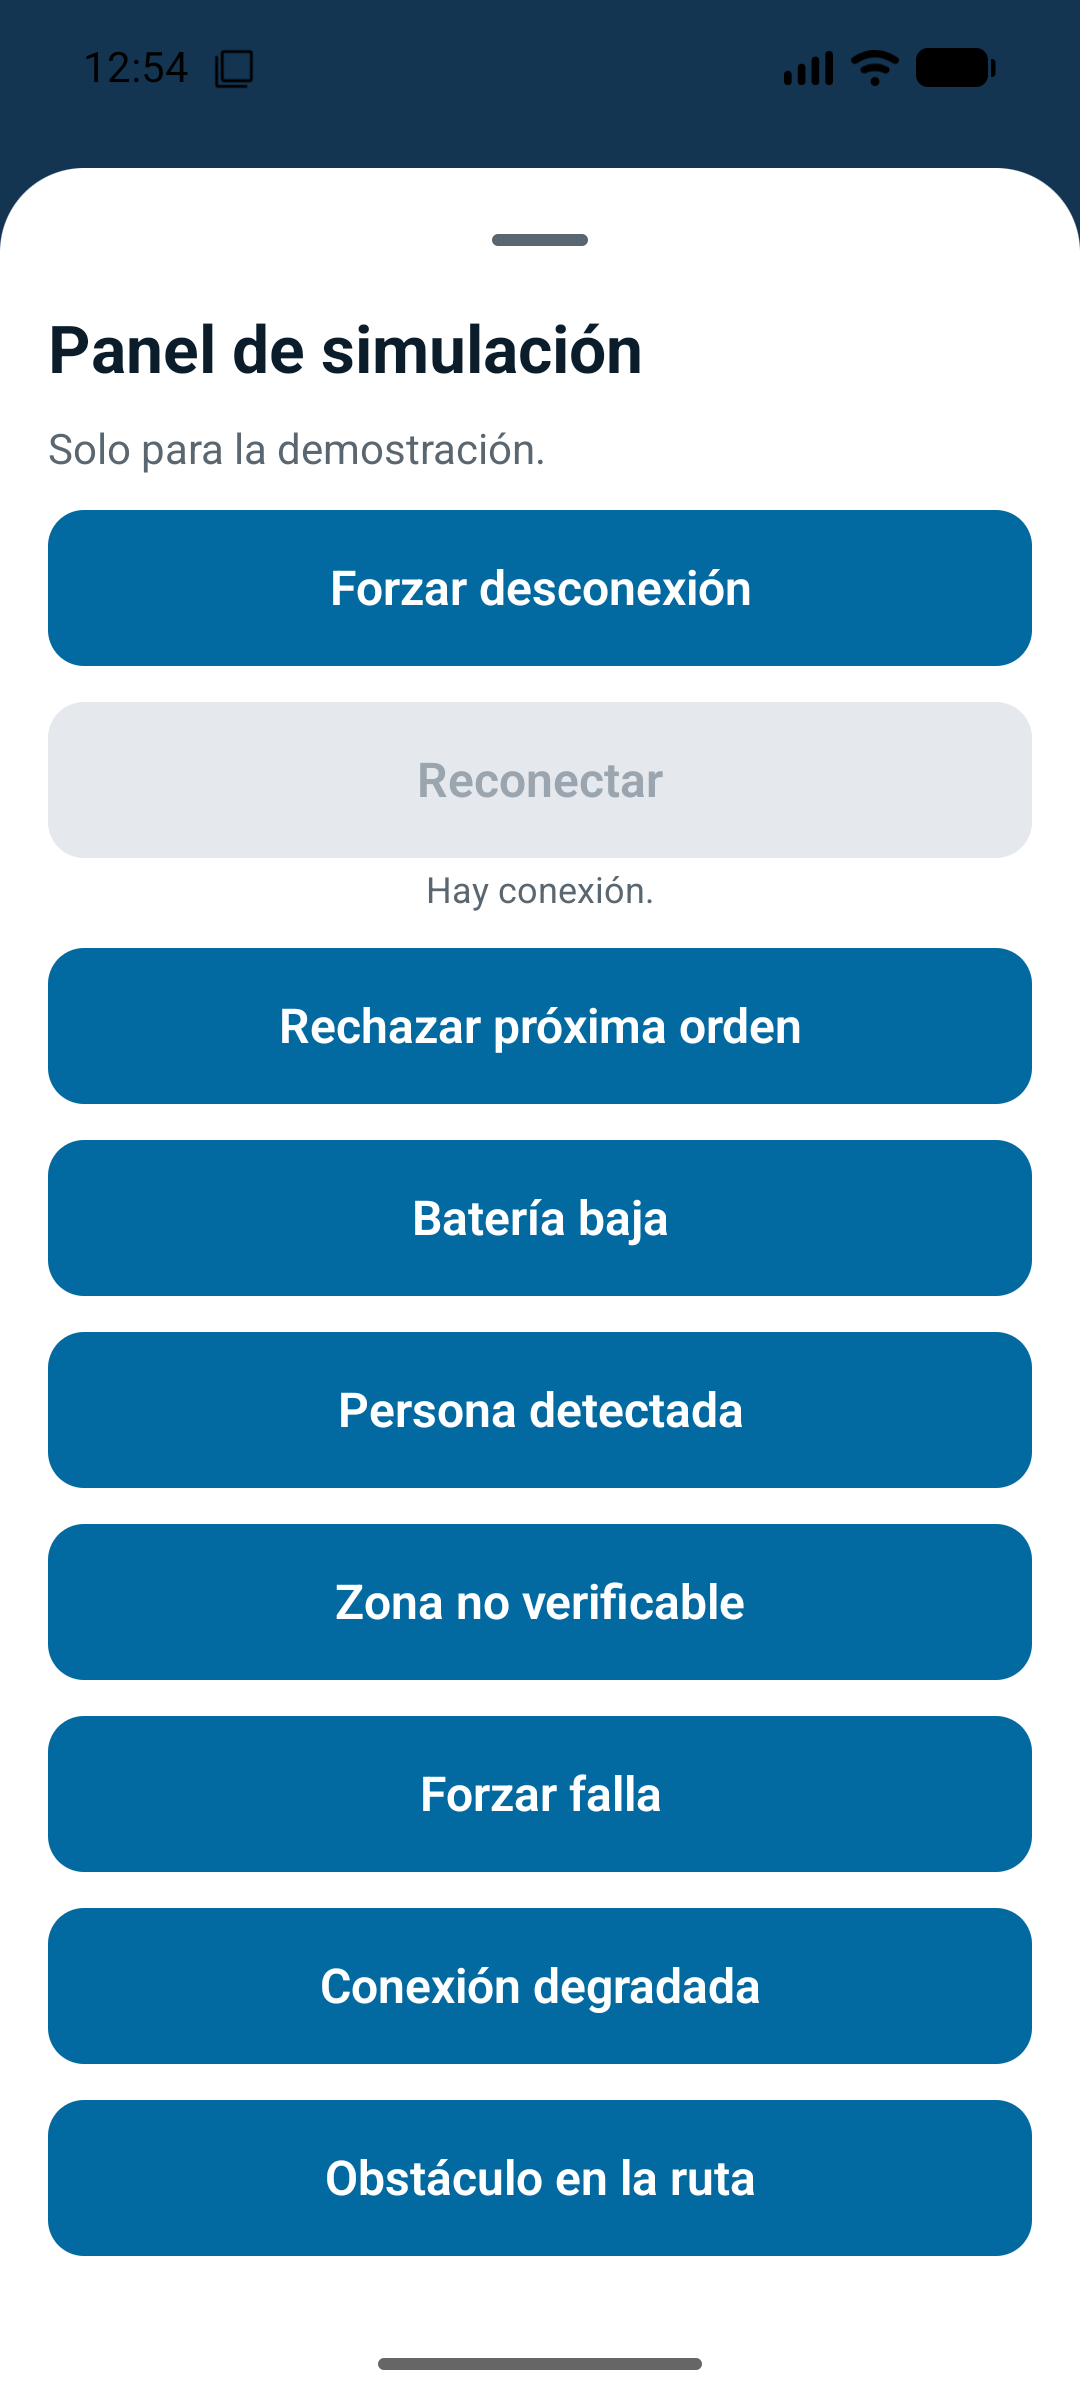 12:54
Panel de simulación
Solo para la demostración.
Forzar desconexión
Reconectar
Hay conexión.
Rechazar próxima orden
Batería baja
Persona detectada
Zona no verificable
Forzar falla
Conexión degradada
Obstáculo en la ruta